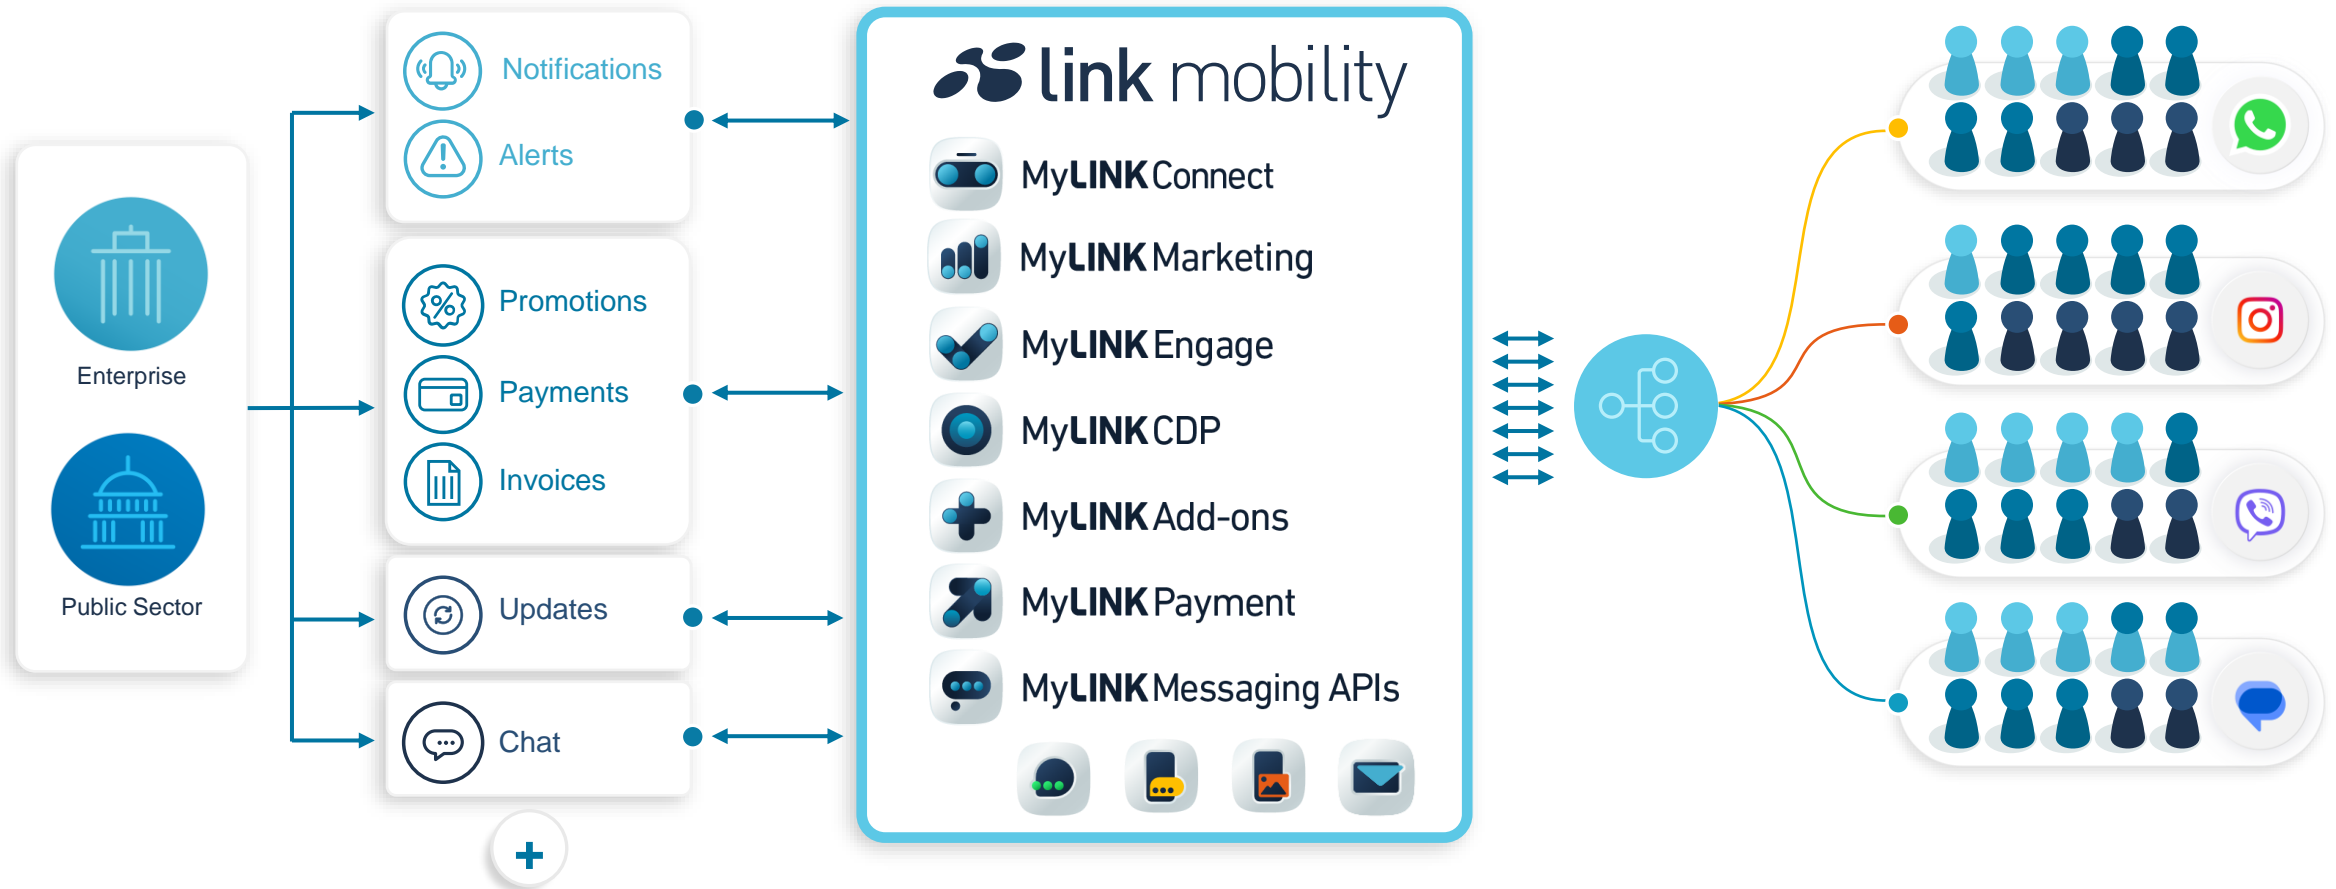 Enterprise
Public Sector
Notifications
Alerts
Promotions
Payments
Invoices
Updates
Chat
link mobility
MyLINK Connect
MyLINK Marketing
MyLINK Engage
MyLINK CDP
MyLINK Add-ons
MyLINK Payment
MyLINK Messaging APIs